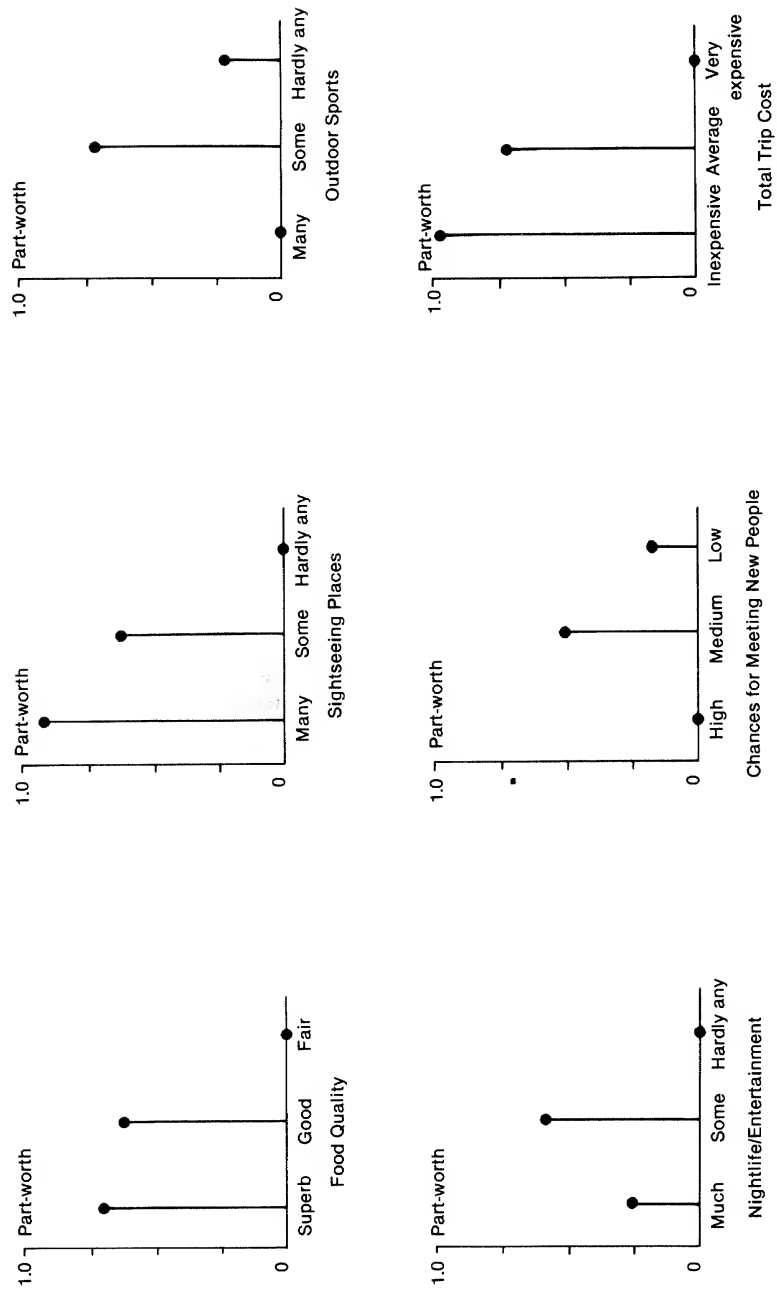 1.0 Part-worth
0
Superb Good Fair
Food Quality
1.0 Part-worth
0
Many Some Hardly any
Sightseeing Places
1.0 Part-worth
0
Many Some Hardly any
Outdoor Sports
1.0 Part-worth
0
Much Some Hardly any
Nightlife/Entertainment
1.0 Part-worth
0
High Medium Low
Chances for Meeting New People
1.0 Part-worth
0
Inexpensive Average Very
expensive
Total Trip Cost